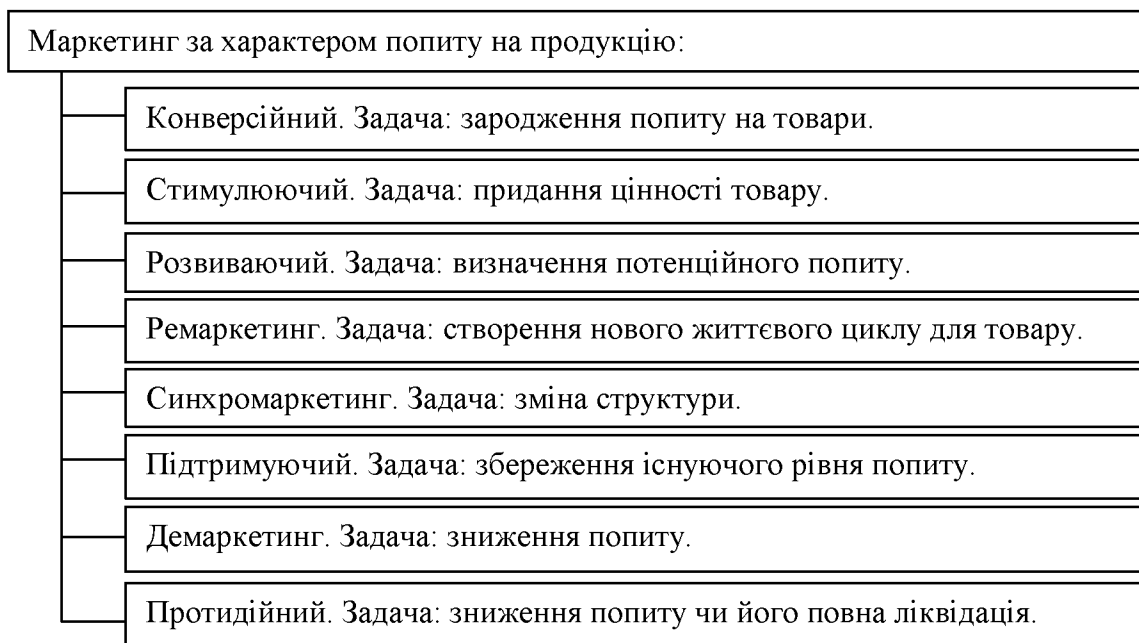 Маркетинг за характером попиту на продукцію:
Конверсійний. Задача: зародження попиту на товари.
Стимулюючий. Задача: придання цінності товару.
Розвиваючий. Задача: визначення потенційного попиту.
Ремаркетинг. Задача: створення нового життєвого циклу для товару.
Синхромаркетинг. Задача: зміна структури.
Підтримуючий. Задача: збереження існуючого рівня попиту.
Демаркетинг. Задача: зниження попиту.
Протидійний. Задача: зниження попиту чи його повна ліквідація.